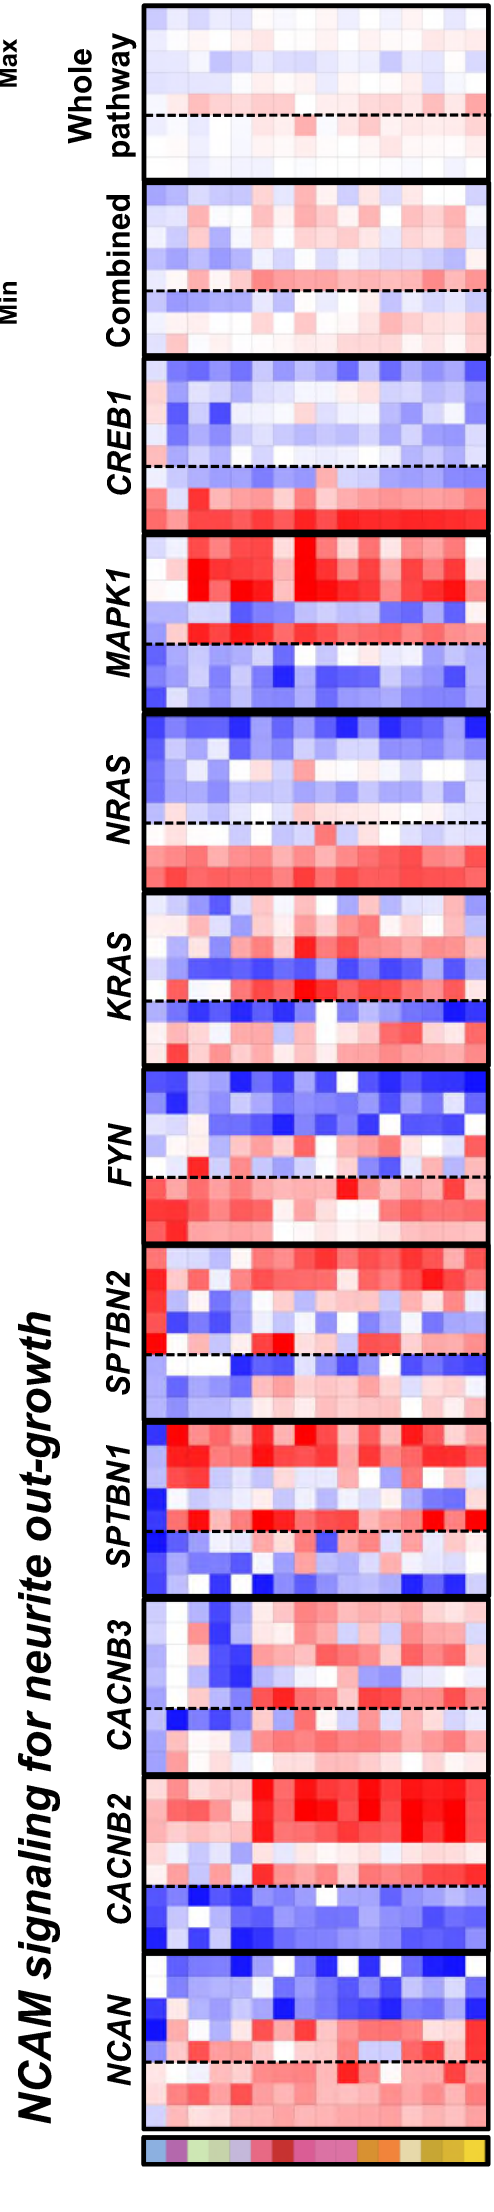 Max
Min
NCAM signaling for neurite out-growth
Whole
pathway
Combined
CREB1
MAPK1
NRAS
KRAS
FYN
SPTBN2
SPTBN1
CACNB3
CACNB2
NCAN